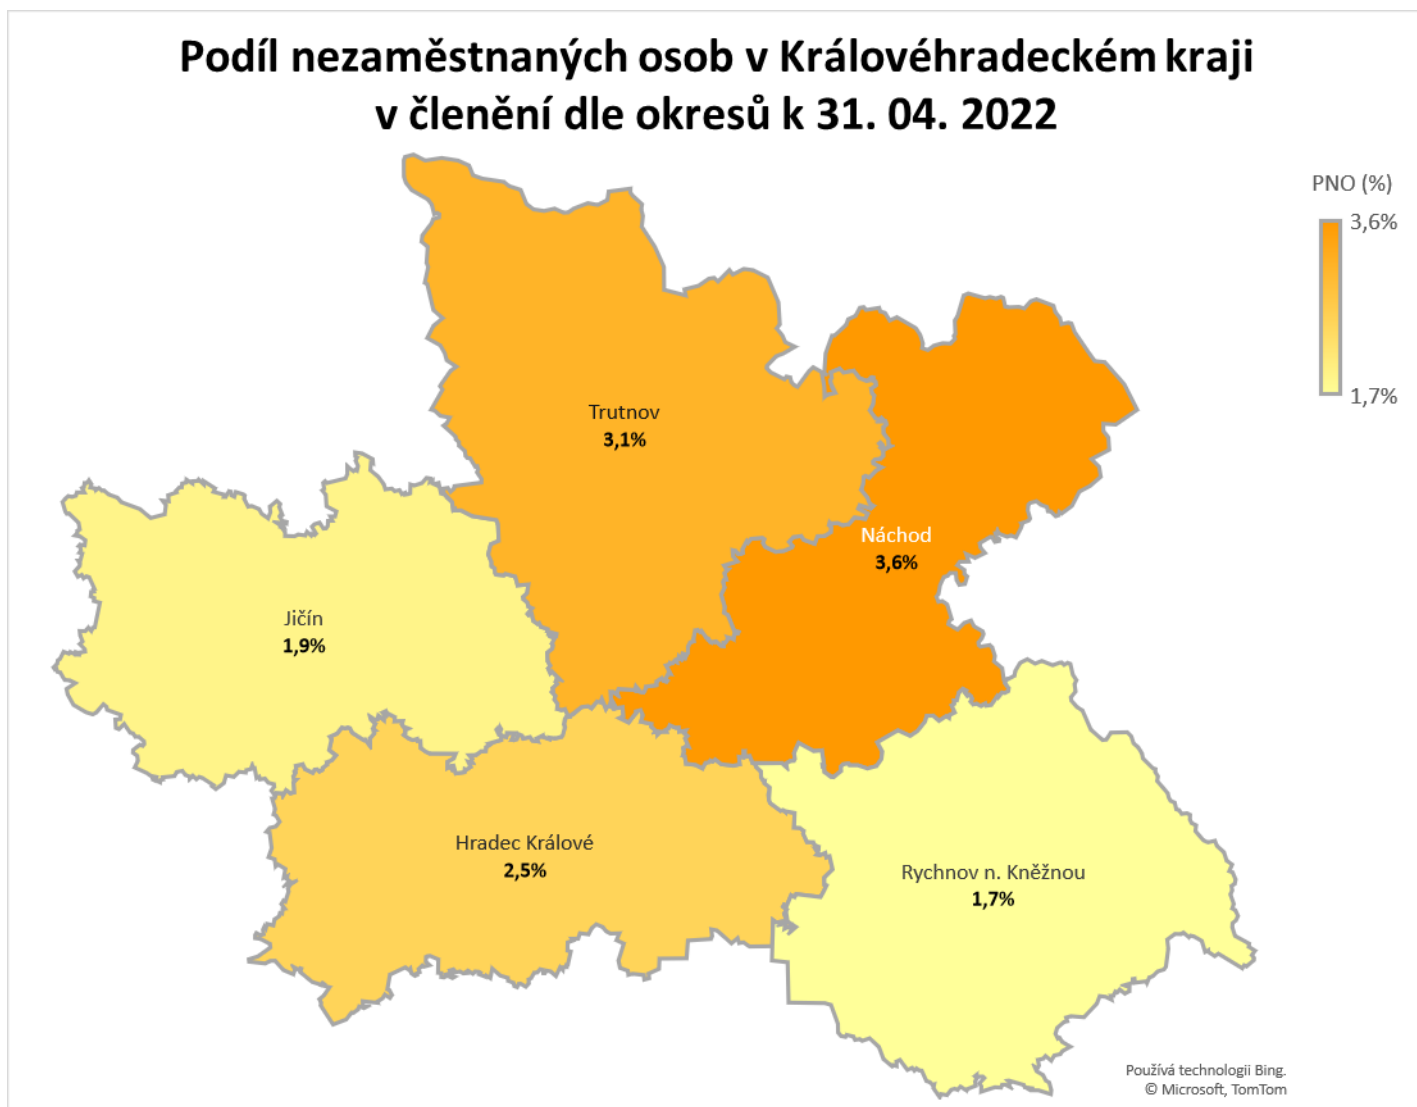 Podíl nezaměstnaných osob v Královéhradeckém kraji
v členění dle okresů k 31. 04. 2022
PNO (%)
3,6%
1,7%
Trutnov
3,1%
Náchod
3,6%
Jičín
1,9%
Hradec Králové
2,5%
Rychnov n. Kněžnou
1,7%
Používá technologii Bing.
© Microsoft, TomTom